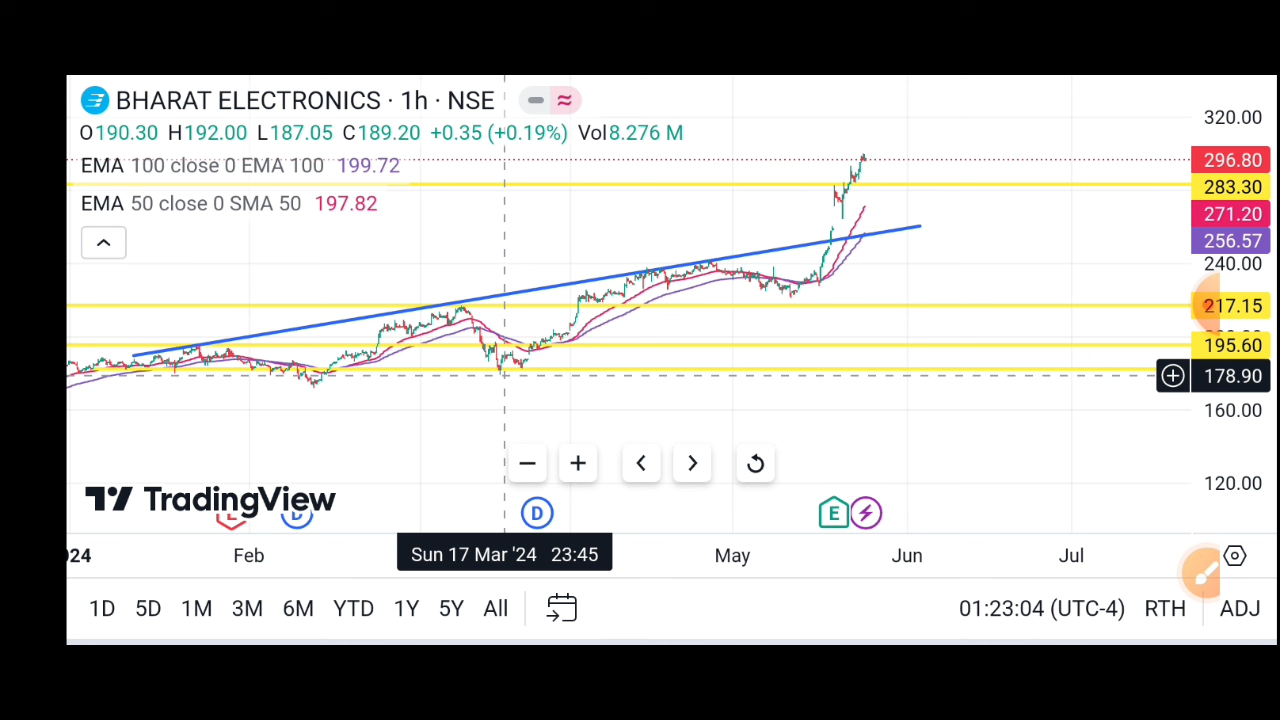 BHARAT ELECTRONICS · 1h · NSE
O190.30 H192.00 L187.05 C189.20 +0.35 (+0.19%) Vol8.276 M
EMA 100 close 0 EMA 100 199.72
EMA 50 close 0 SMA 50 197.82
320.00
296.80
283.30
271.20
256.57
240.00
217.15
195.60
178.90
160.00
120.00
TradingView
D
E
Feb
Sun 17 Mar '24 23:45
May
Jun
Jul
1D 5D 1M 3M 6M YTD 1Y 5Y All
01:23:04 (UTC-4) RTH ADJ